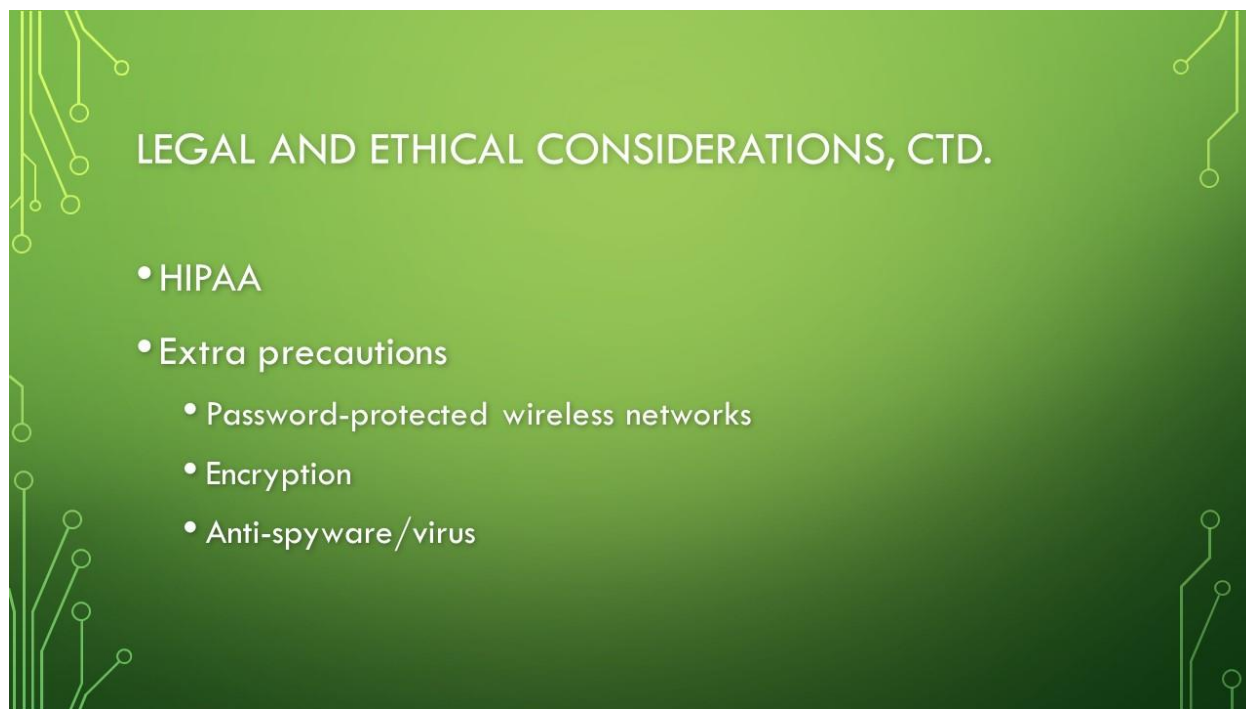 LEGAL AND ETHICAL CONSIDERATIONS, CTD.
• HIPAA
• Extra precautions
• Password-protected wireless networks
• Encryption
• Anti-spyware/virus